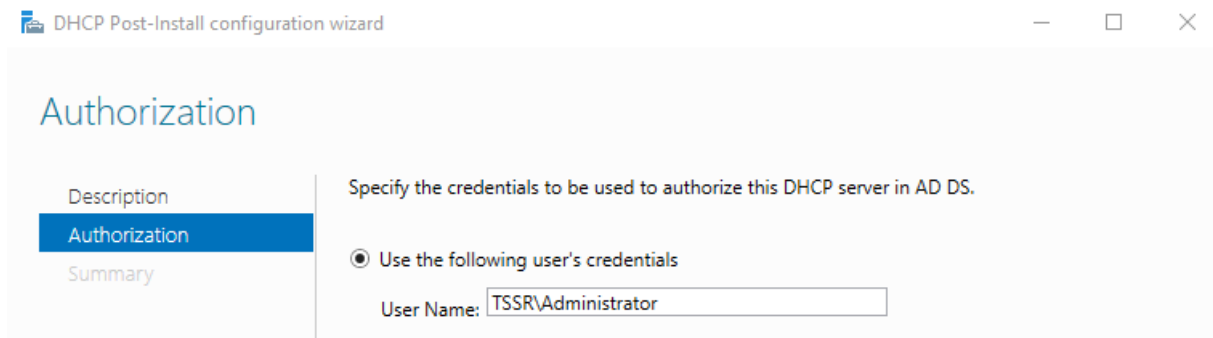 DHCP Post-Install configuration wizard
Authorization
Description
Authorization
Summary
Specify the credentials to be used to authorize this DHCP server in AD DS.
Use the following user's credentials
User Name: TSSR\Administrator